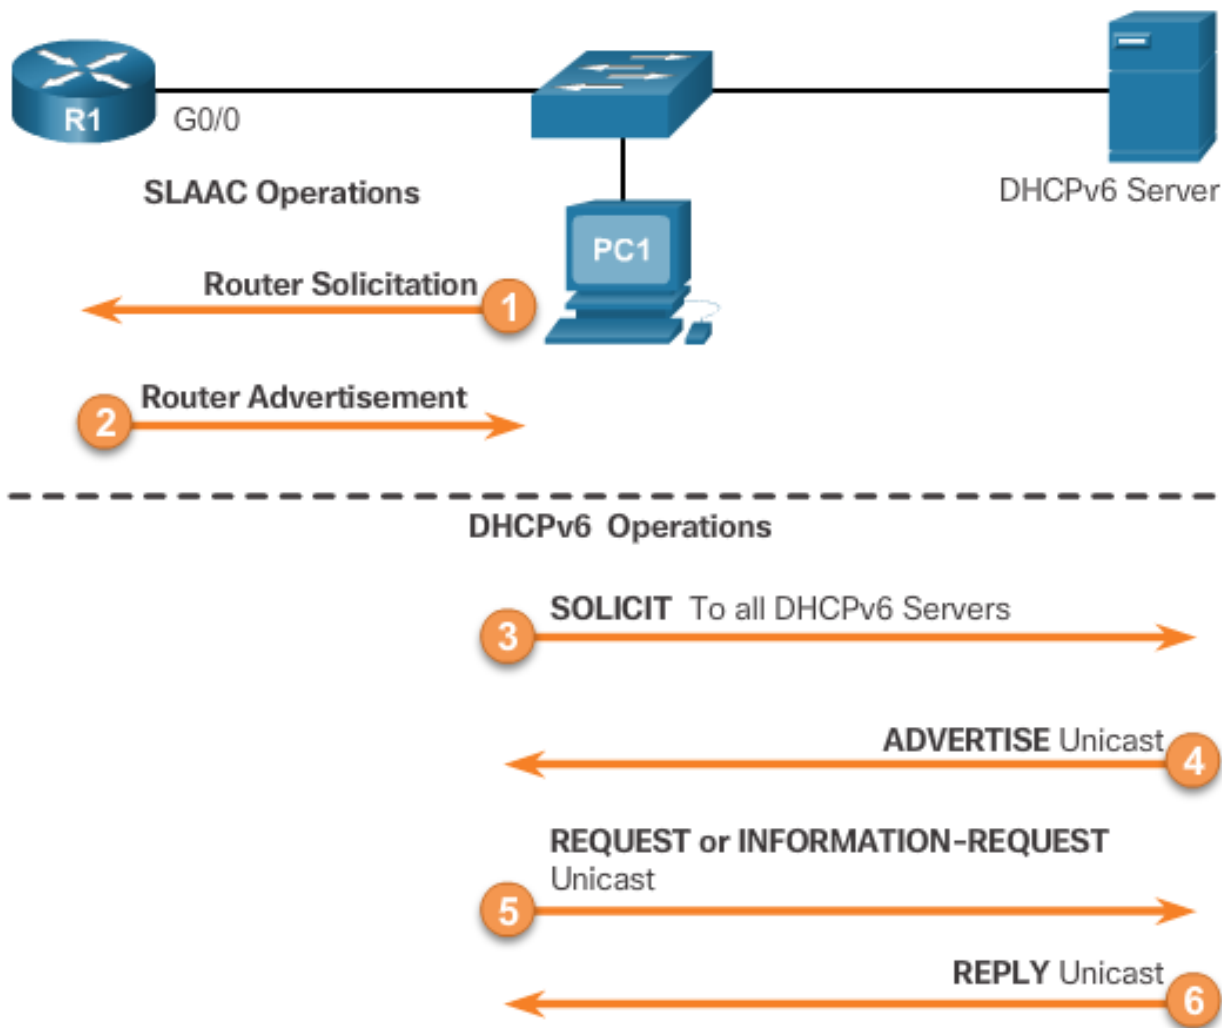 R1
G0/0
DHCPv6 Server
SLAAC Operations
PC1
Router Solicitation
1
2
Router Advertisement
DHCPv6 Operations
SOLICIT To all DHCPv6 Servers
3
ADVERTISE Unicast
4
REQUEST or INFORMATION-REQUEST
Unicast
5
REPLY Unicast
6